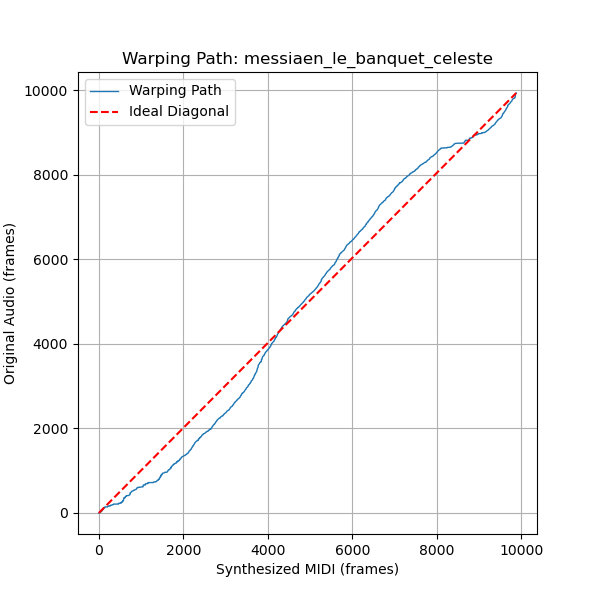 Warping Path: messiaen_le_banquet_celeste
Warping Path
Ideal Diagonal
10000
8000
6000
4000
2000
0
Original Audio (frames)
0 2000 4000 6000 8000 10000
Synthesized MIDI (frames)